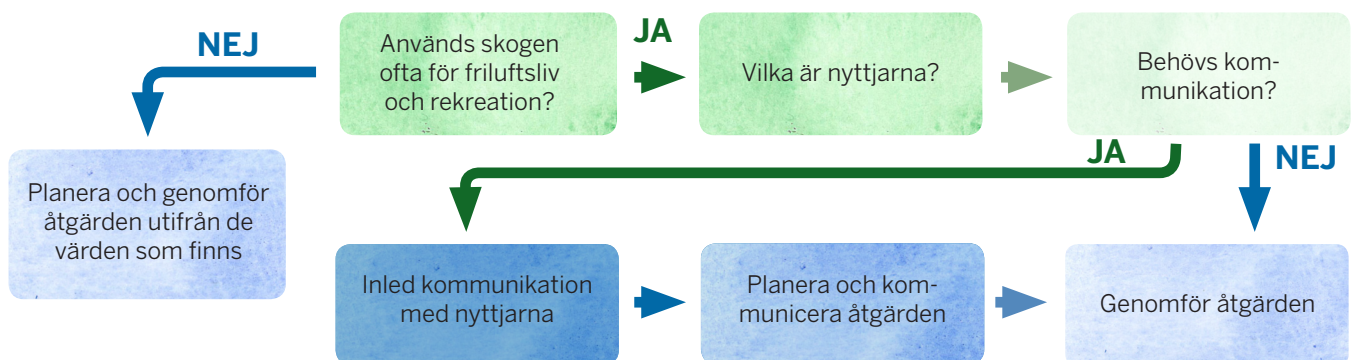 NEJ
Används skogen
ofta för friluftsliv
och rekreation?
JA
Vilka är nyttjarna?
Behövs kom-
munikation?
JA
NEJ
Planera och genomför
åtgärden utifrån de
värden som finns
Inled kommunikation
med nyttjarna
Planera och kom-
municera åtgärden
Genomför åtgärden